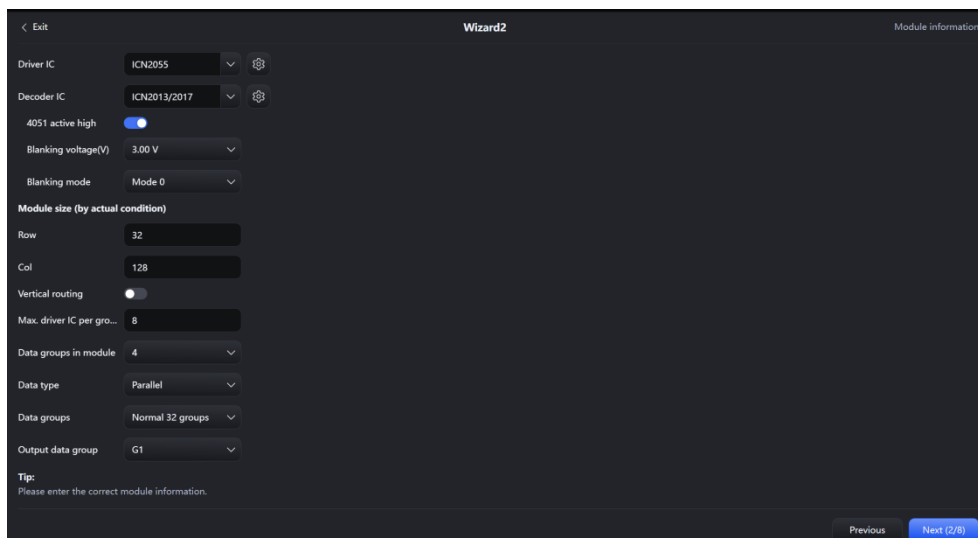 Exit Wizard2 Module information
Driver IC ICN2055
Decoder IC ICN2013/2017
4051 active high
Blanking voltage(V) 3.00 V
Blanking mode Mode 0
Module size (by actual condition)
Row 32
Col 128
Vertical routing
Max. driver IC per gro... 8
Data groups in module 4
Data type Parallel
Data groups Normal 32 groups
Output data group G1
Tip:
Please enter the correct module information.
Previous Next (2/8)